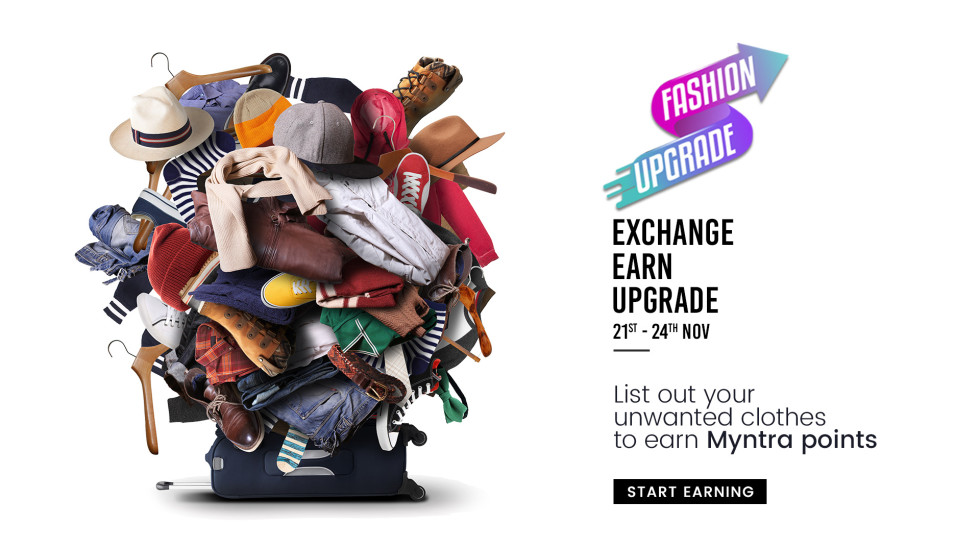 FASHION
UPGRADE
EXCHANGE
EARN
UPGRADE
21ST - 24TH NOV
List out your
unwanted clothes
to earn Myntra points
START EARNING